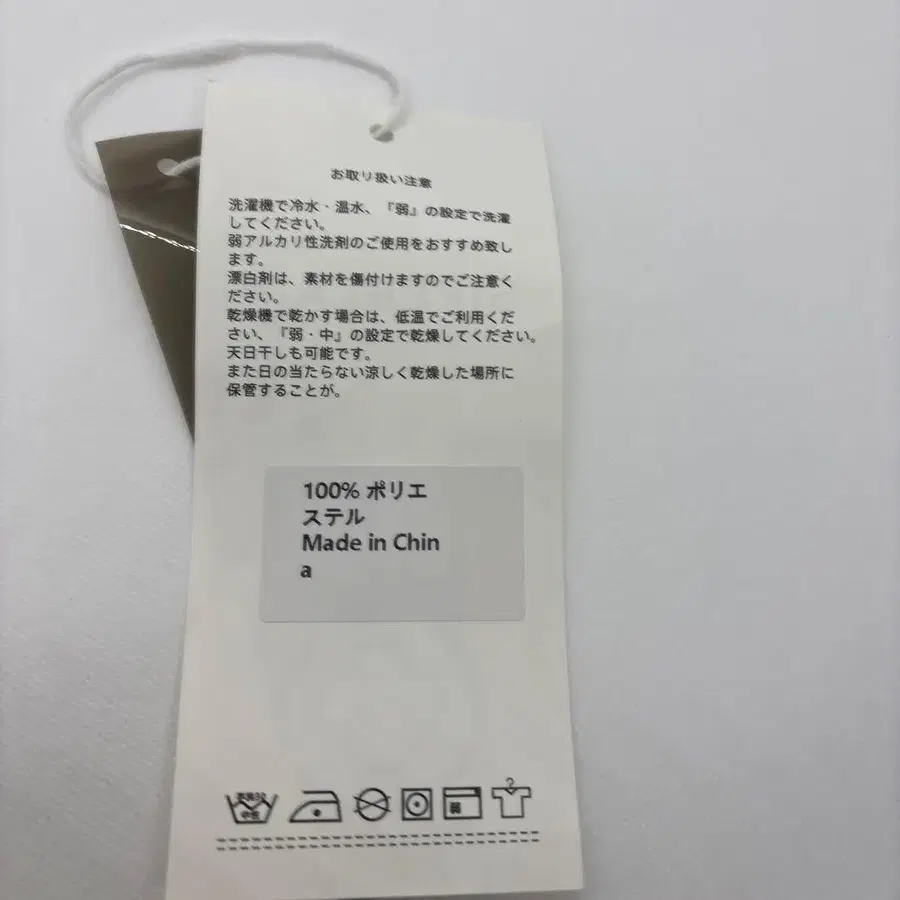 お取り扱い注意
洗濯機で冷水・温水、『弱』の設定で洗濯
してください。
弱アルカリ性洗剤のご使用をおすすめ致し
ます。
漂白剤は、素材を傷付けますのでご注意く
ださい。
乾燥機で乾かす場合は、低温でご利用くだ
さい、『弱・中』の設定で乾燥してください。
天日干しも可能です。
また日の当たらない涼しく乾燥した場所に
保管することが。
100% ポリエ
ステル
Made in Chin
a